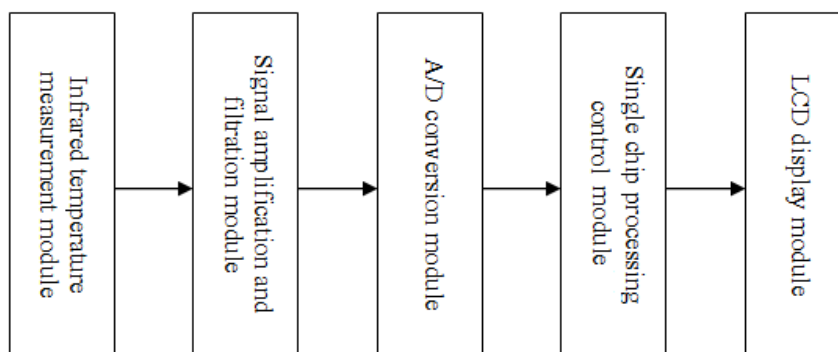 Infrared temperature
measurement module
Signal amplification and
filtration module
A/D conversion module
Single chip processing
control module
LCD display module